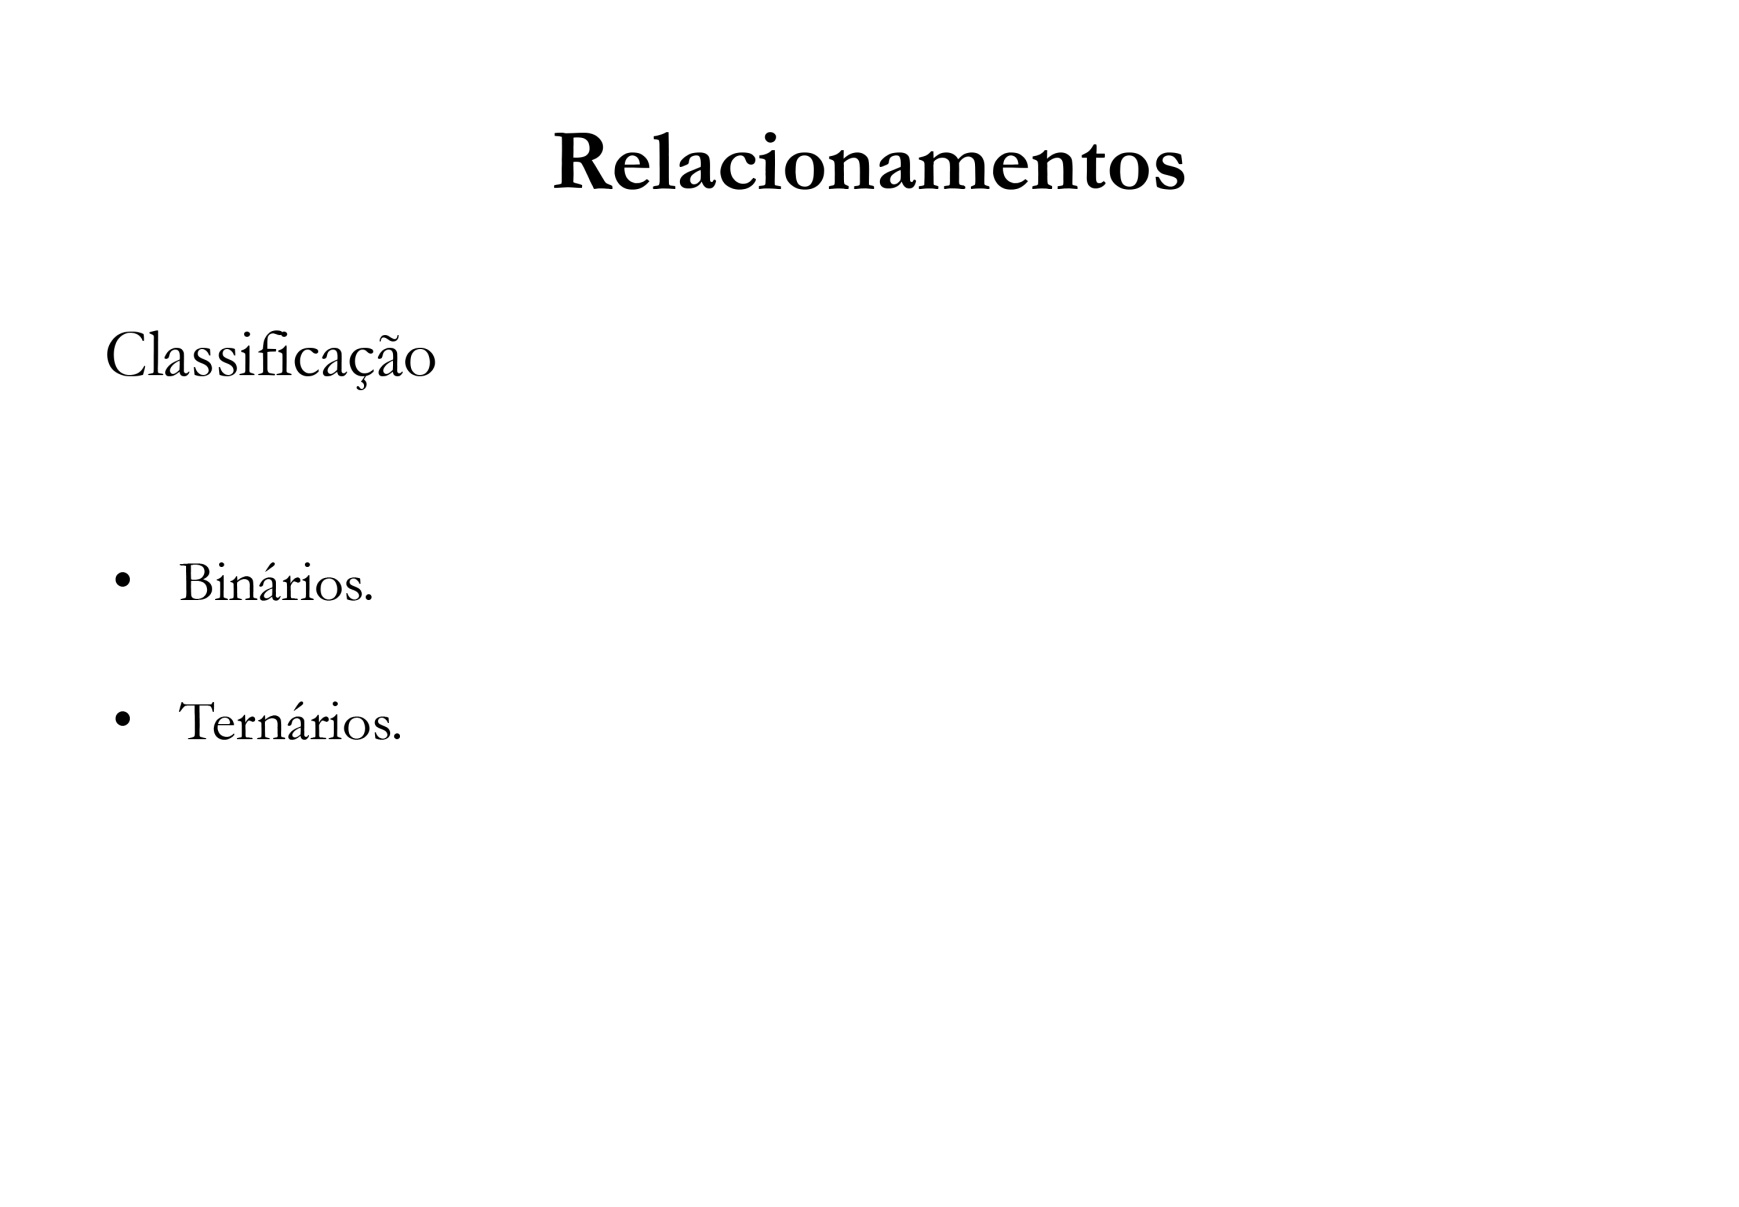 Relacionamentos
Classificação
• Binários.
• Ternários.